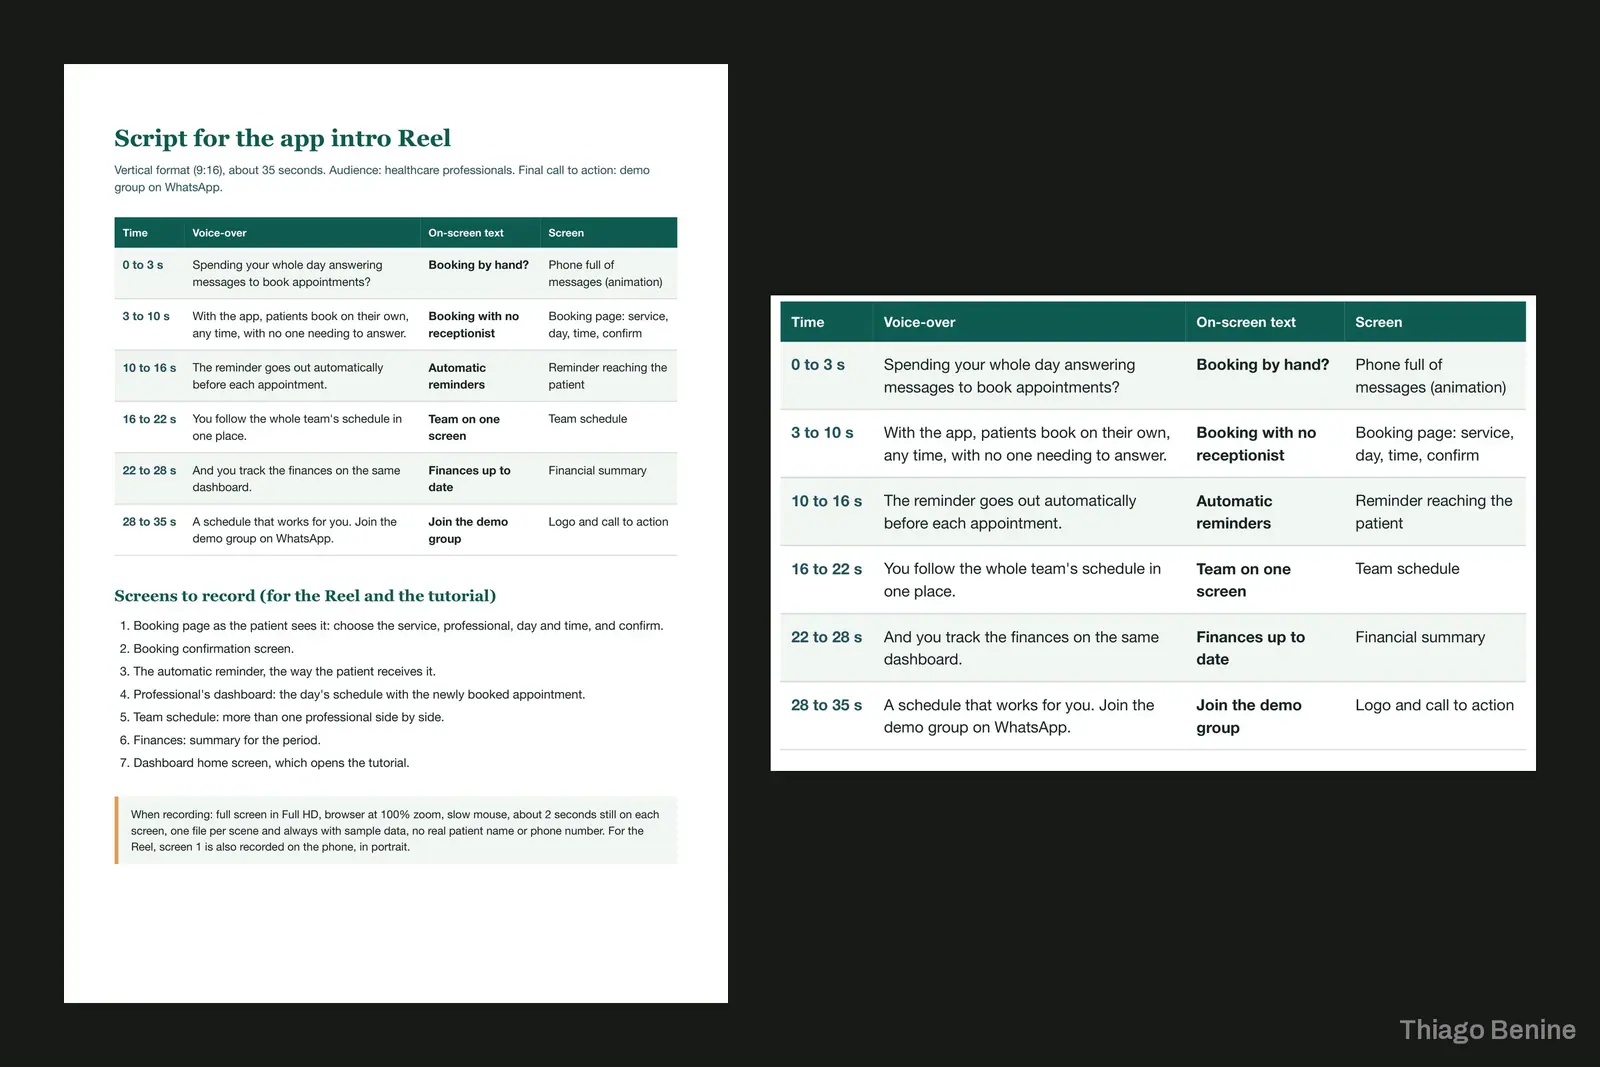 Script for the app intro Reel
Vertical format (9:16), about 35 seconds. Audience: healthcare professionals. Final call to action: demo
group on WhatsApp.
Time Voice-over On-screen text Screen
0 to 3 s Spending your whole day answering Booking by hand? Phone full of
messages to book appointments? messages (animation)
3 to 10 s With the app, patients book on their own, Booking with no Booking page: service,
any time, with no one needing to answer. receptionist day, time, confirm
10 to 16 s The reminder goes out automatically Automatic Reminder reaching the
before each appointment. reminders patient
16 to 22 s You follow the whole team's schedule in Team on one Team schedule
one place. screen
22 to 28 s And you track the finances on the same Finances up to Financial summary
dashboard. date
28 to 35 s A schedule that works for you. Join the Join the demo Logo and call to action
demo group on WhatsApp. group
Screens to record (for the Reel and the tutorial)
1. Booking page as the patient sees it: choose the service, professional, day and time, and confirm.
2. Booking confirmation screen.
3. The automatic reminder, the way the patient receives it.
4. Professional's dashboard: the day's schedule with the newly booked appointment.
5. Team schedule: more than one professional side by side.
6. Finances: summary for the period.
7. Dashboard home screen, which opens the tutorial.
When recording: full screen in Full HD, browser at 100% zoom, slow mouse, about 2 seconds still on each
screen, one file per scene and always with sample data, no real patient name or phone number. For the
Reel, screen 1 is also recorded on the phone, in portrait.
Time Voice-over On-screen text Screen
0 to 3 s Spending your whole day answering Booking by hand? Phone full of
messages to book appointments? messages (animation)
3 to 10 s With the app, patients book on their own, Booking with no Booking page: service,
any time, with no one needing to answer. receptionist day, time, confirm
10 to 16 s The reminder goes out automatically Automatic Reminder reaching the
before each appointment. reminders patient
16 to 22 s You follow the whole team's schedule in Team on one Team schedule
one place. screen
22 to 28 s And you track the finances on the same Finances up to Financial summary
dashboard. date
28 to 35 s A schedule that works for you. Join the Join the demo Logo and call to action
demo group on WhatsApp. group
Thiago Benine